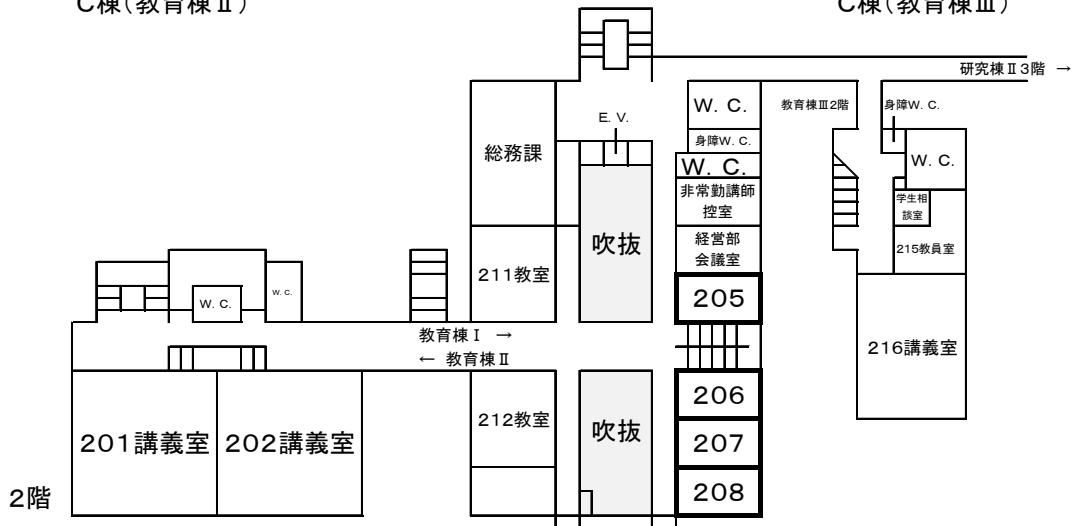 C棟(教育棟Ⅱ)
C棟(教育棟Ⅲ)
研究棟Ⅱ3階 →
W. C.
教育棟Ⅲ2階
身障W. C.
E. V.
総務課
身障W. C.
W. C.
W. C.
非常勤講師
控室
学生相
談室
吹抜
経営部
会議室
215教員室
211教室
205
W. C.
W. C.
教育棟Ⅰ →
← 教育棟Ⅱ
216講義室
206
212教室
吹抜
201講義室
202講義室
207
208
2階